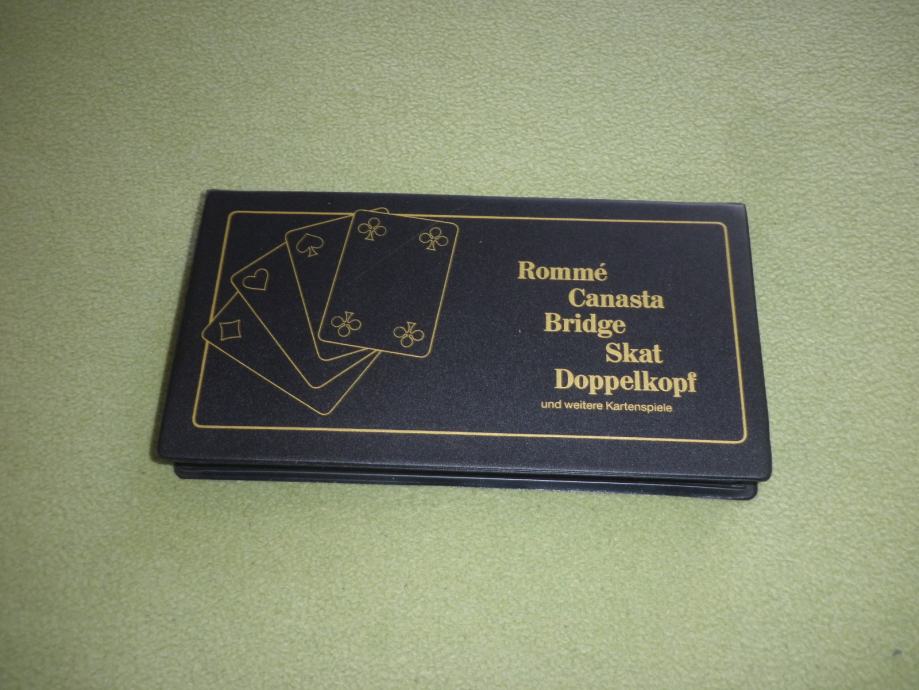 Rommé
Canasta
Bridge
Skat
Doppelkopf
und weitere Kartenspiele